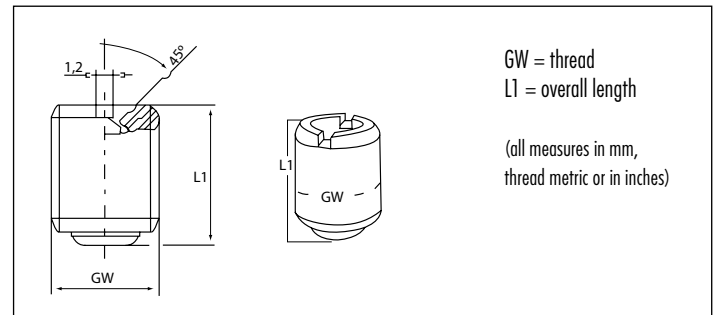 1,2
45°
L1
GW
L1
GW
GW = thread
L1 = overall length
(all measures in mm,
thread metric or in inches)